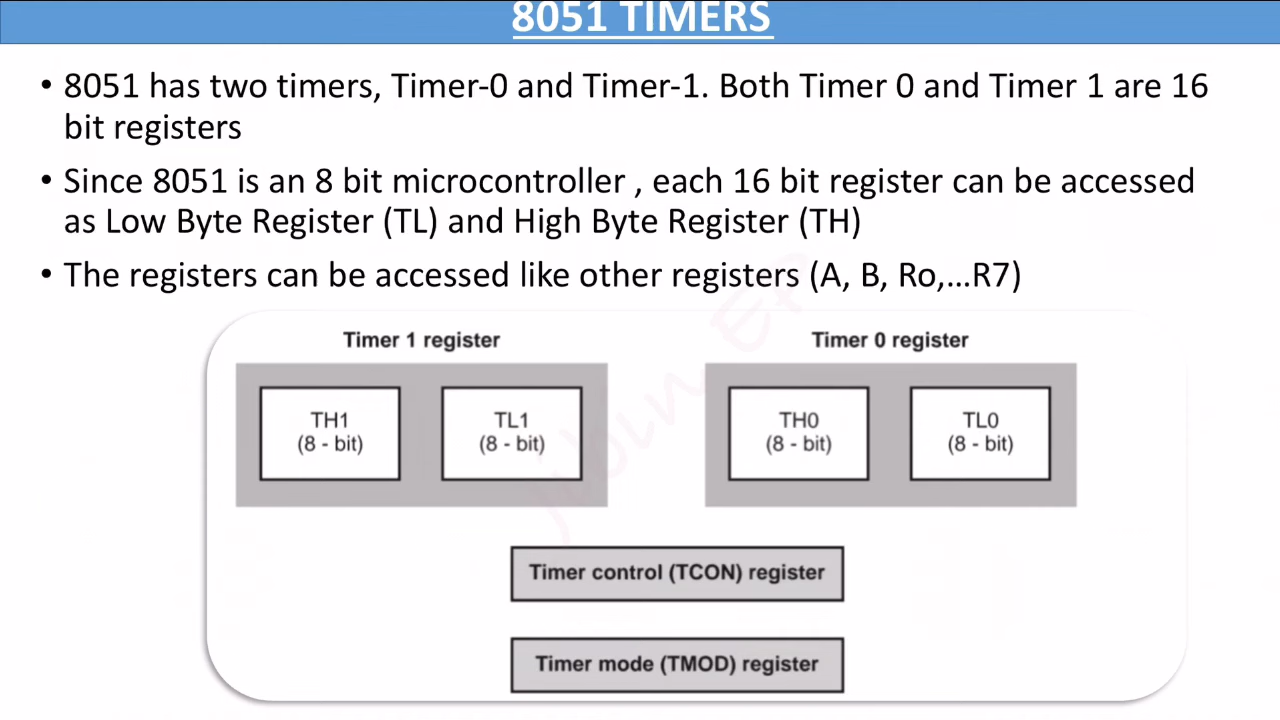 8051 TIMERS
• 8051 has two timers, Timer-0 and Timer-1. Both Timer 0 and Timer 1 are 16
bit registers
• Since 8051 is an 8 bit microcontroller , each 16 bit register can be accessed
as Low Byte Register (TL) and High Byte Register (TH)
• The registers can be accessed like other registers (A, B, Ro,...R7)
Timer 1 register
Timer 0 register
TH1
(8 - bit)
TL1
(8 - bit)
TH0
(8 - bit)
TL0
(8 - bit)
Timer control (TCON) register
Timer mode (TMOD) register
jibin EP